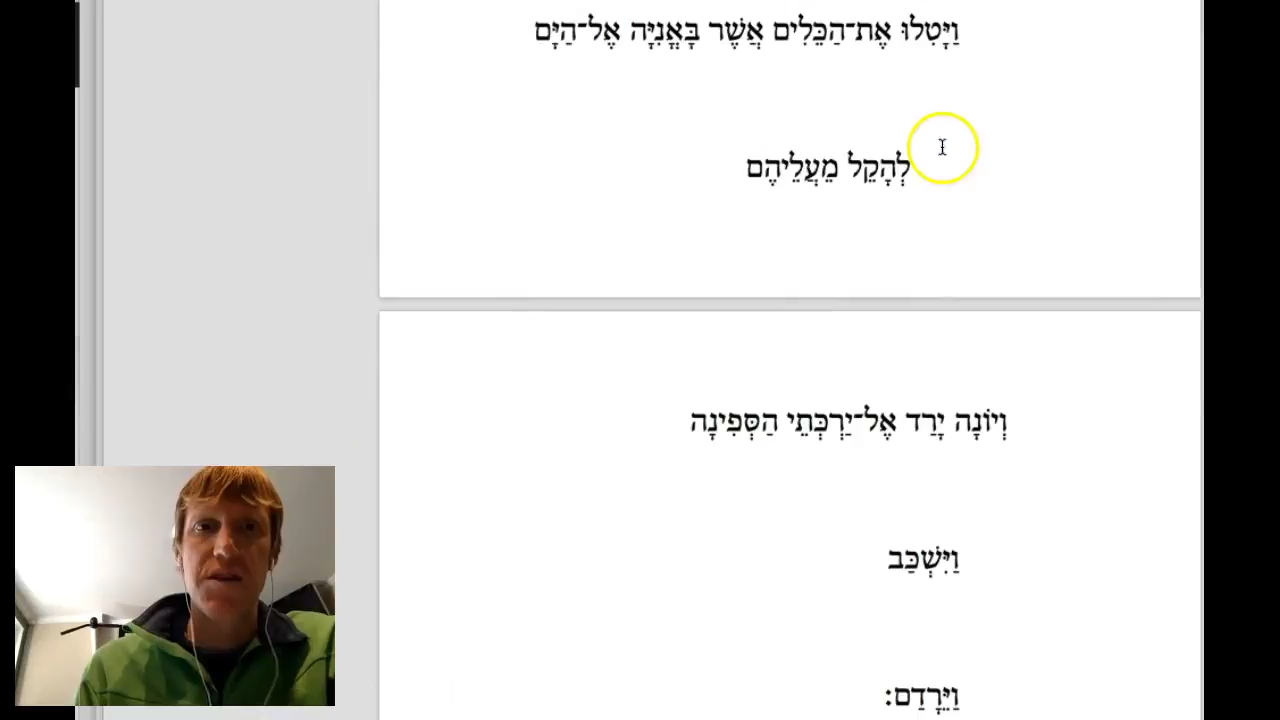 וַיָּטִלוּ אֶת־הַכֵּלִים אֲשֶׁר בָּאֳנִיָּה אֶל־הַיָּם
לְהָקֵל מֵעֲלֵיהֶם
וְיוֹנָה יָרַד אֶל־יַרְכְּתֵי הַסְּפִינָה
וַיִּשְׁכַּב
וַיֵּרָדַם׃